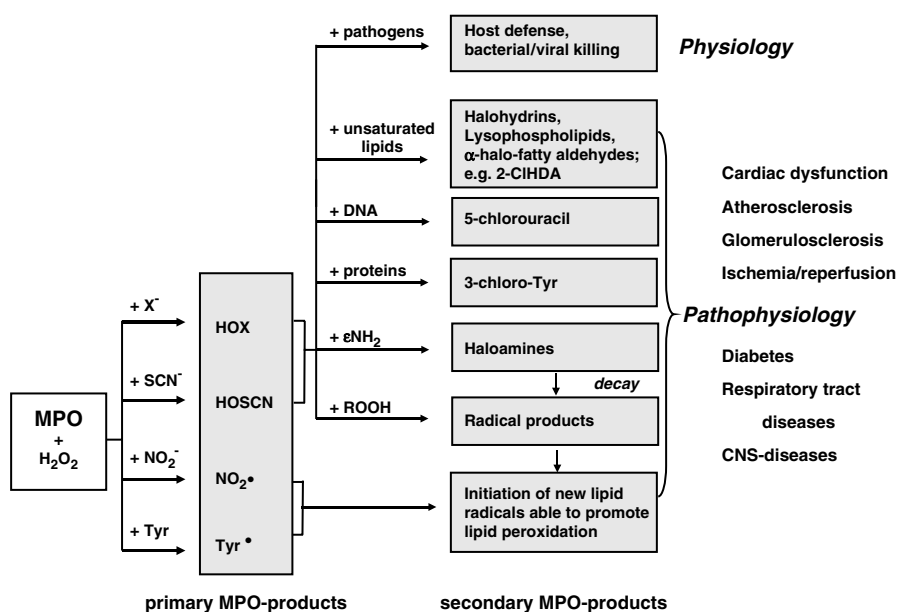 + pathogens
Host defense,
bacterial/viral killing
Physiology
+ unsaturated
lipids
Halohydrins,
Lysophospholipids,
α-halo-fatty aldehydes;
e.g. 2-ClHDA
+ DNA
5-chlorouracil
+ proteins
3-chloro-Tyr
Cardiac dysfunction
Atherosclerosis
Glomerulosclerosis
Ischemia/reperfusion
Pathophysiology
Diabetes
Respiratory tract
diseases
CNS-diseases
MPO
+
H₂O₂
+ X⁻
HOX
+ SCN⁻
HOSCN
+ NO₂⁻
NO₂•
+ Tyr
Tyr •
+ εNH₂
Haloamines
decay
+ ROOH
Radical products
Initiation of new lipid
radicals able to promote
lipid peroxidation
primary MPO-products
secondary MPO-products